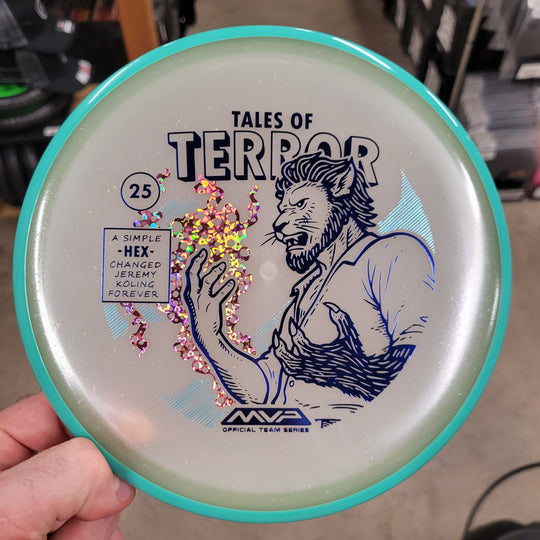 TALES OF
TERROR
25
A SIMPLE
-HEX-
CHANGED
JEREMY
KOLING
FOREVER
MVP
OFFICIAL TEAM SERIES